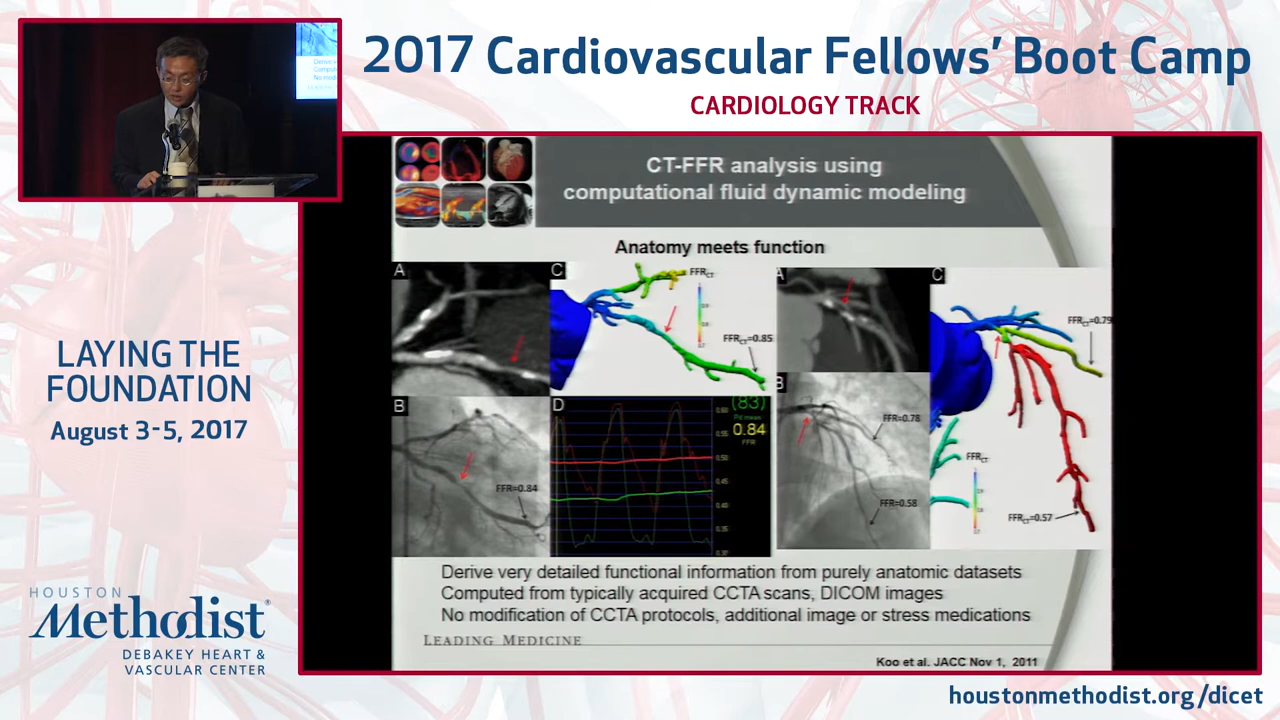 2017 Cardiovascular Fellows' Boot Camp
CARDIOLOGY TRACK
CT-FFR analysis using
computational fluid dynamic modeling
Anatomy meets function
A
C
FFRCT
FFRCT=0.85
B
FFR=0.84
D
(83)
Pd mean
0.84
FFR
A
B
FFR=0.78
FFR=0.58
C
FFRCT=0.79
FFRCT
FFRCT=0.57
Derive very detailed functional information from purely anatomic datasets
Computed from typically acquired CCTA scans, DICOM images
No modification of CCTA protocols, additional image or stress medications
LEADING MEDICINE
Koo et al. JACC Nov 1, 2011
LAYING THE
FOUNDATION
August 3-5, 2017
HOUSTON
Methodist®
DEBAKEY HEART &
VASCULAR CENTER
houstonmethodist.org/dicet